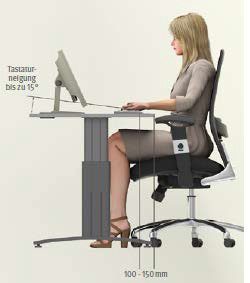 Tastatur-
neigung
bis zu 15°
100 - 150 mm